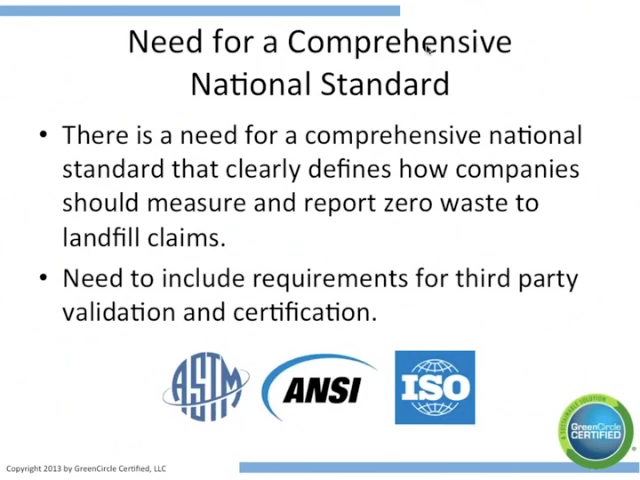 Need for a Comprehensive
National Standard
• There is a need for a comprehensive national
standard that clearly defines how companies
should measure and report zero waste to
landfill claims.
• Need to include requirements for third party
validation and certification.
ASTM
ANSI
ISO
A SUSTAINABLE SOLUTION
GreenCircle
CERTIFIED
®
Copyright 2013 by GreenCircle Certified, LLC